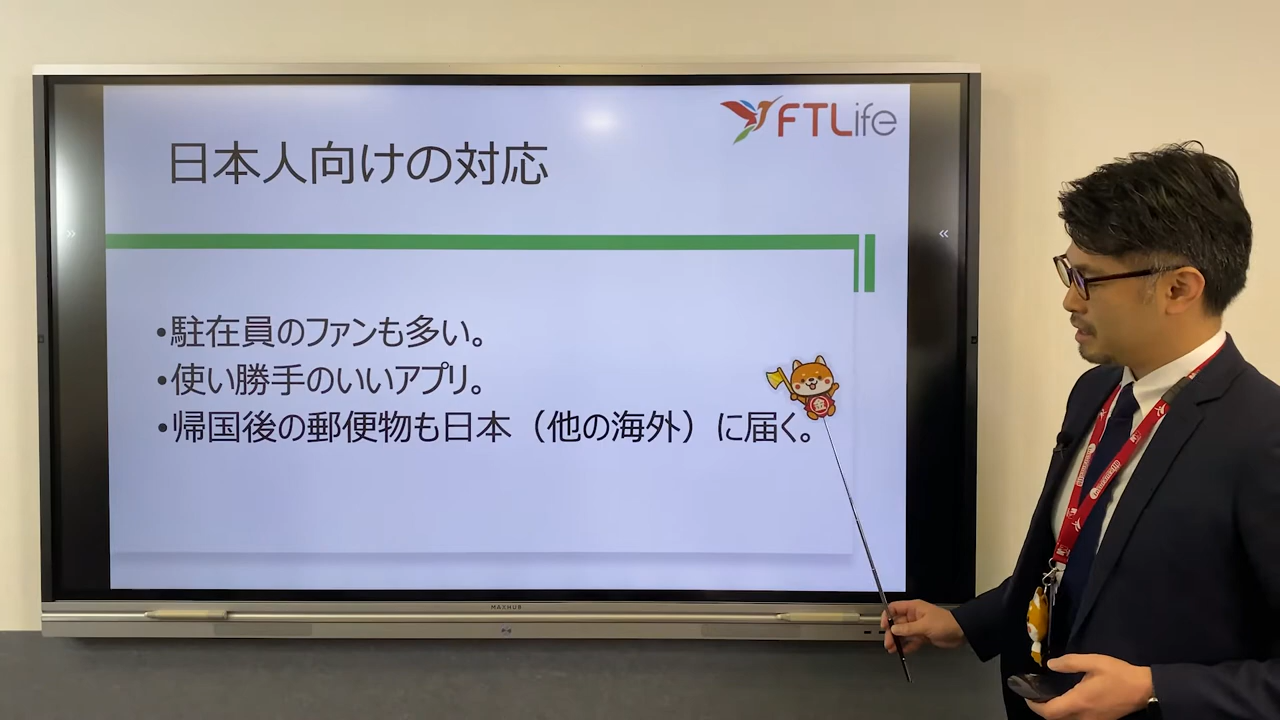 FTLife
日本人向けの対応
•駐在員のファンも多い。
•使い勝手のいいアプリ。
金
•帰国後の郵便物も日本（他の海外）に届く。
MAXHUB